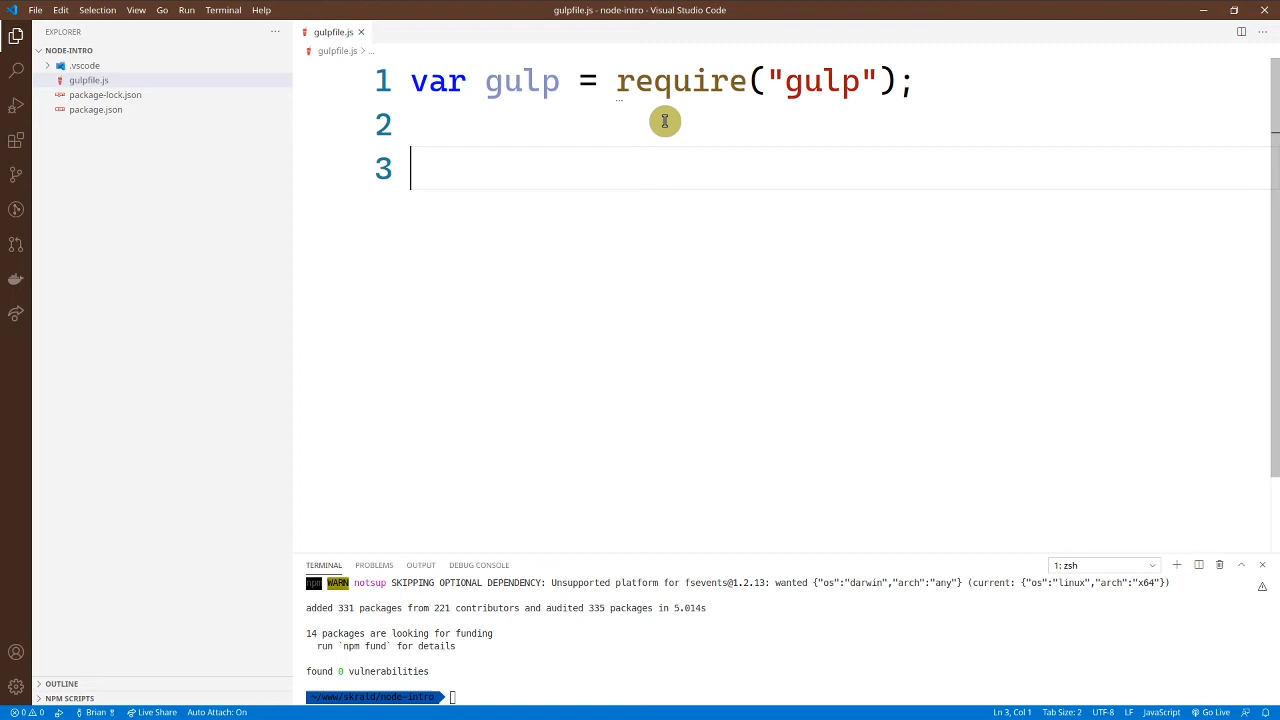 File Edit Selection View Go Run Terminal Help
gulpfile.js - node-intro - Visual Studio Code
EXPLORER
NODE-INTRO
.vscode
gulpfile.js
package-lock.json
package.json
OUTLINE
NPM SCRIPTS
gulpfile.js
gulpfile.js > ...
1 var gulp = require("gulp");
2
3
TERMINAL PROBLEMS OUTPUT DEBUG CONSOLE
1: zsh
npm WARN notsup SKIPPING OPTIONAL DEPENDENCY: Unsupported platform for fsevents@1.2.13: wanted {"os":"darwin","arch":"any"} (current: {"os":"linux","arch":"x64"})
added 331 packages from 221 contributors and audited 335 packages in 5.014s
14 packages are looking for funding
run `npm fund` for details
found 0 vulnerabilities
~/www/skrald/node-intro
0 0 Brian Live Share Auto Attach: On
Ln 3, Col 1 Tab Size: 2 UTF-8 LF JavaScript Go Live